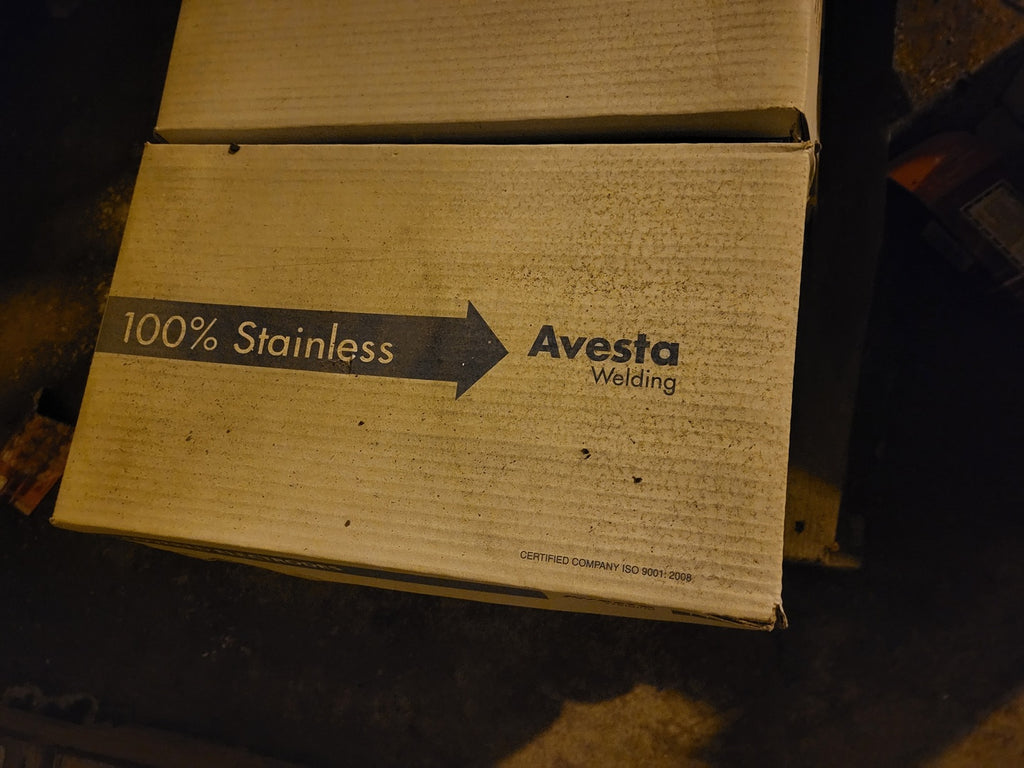 100% Stainless
Avesta
Welding
CERTIFIED COMPANY ISO 9001: 2008